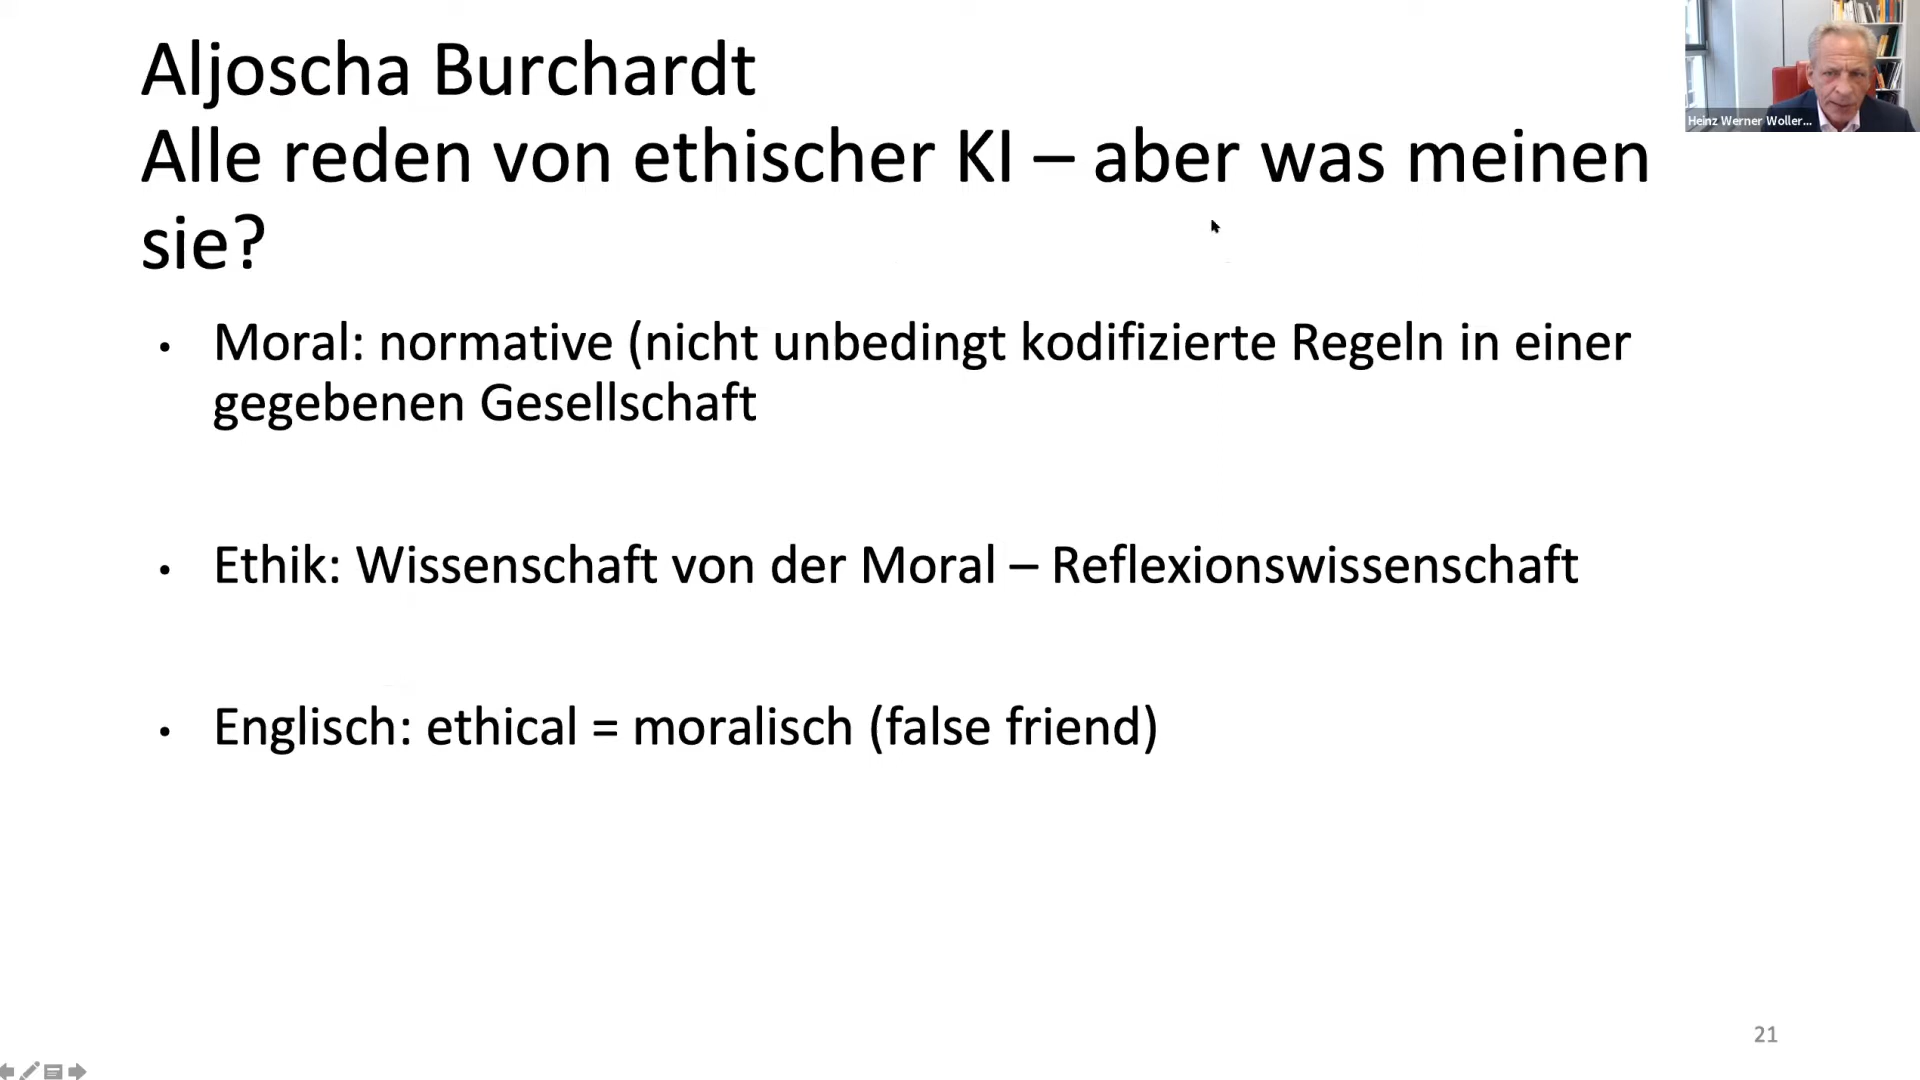 Aljoscha Burchardt
Alle reden von ethischer KI – aber was meinen
sie?
Heinz Werner Woller...
• Moral: normative (nicht unbedingt kodifizierte Regeln in einer
gegebenen Gesellschaft
• Ethik: Wissenschaft von der Moral – Reflexionswissenschaft
• Englisch: ethical = moralisch (false friend)
21